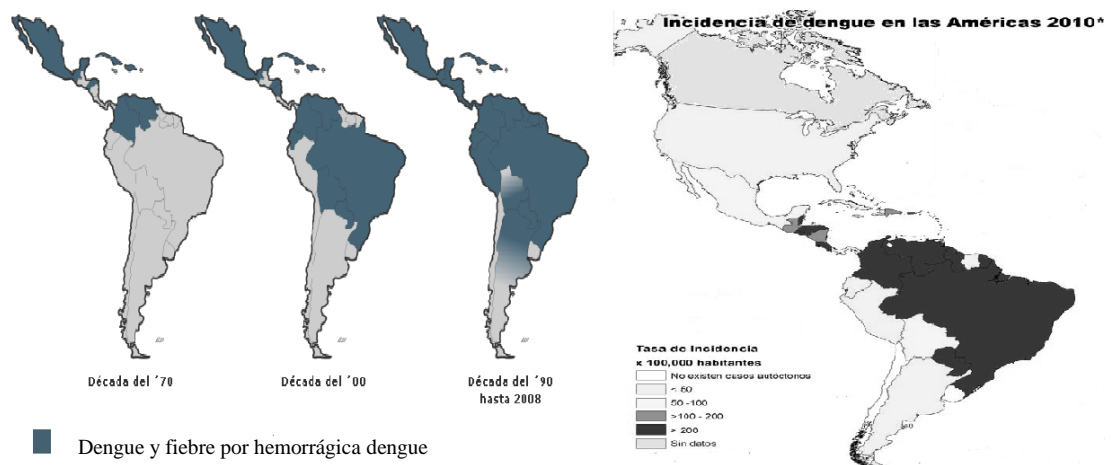 Incidencia de dengue en las Américas 2010*
Década del ´70
Década del ´00
Década del ´90
hasta 2008
Dengue y fiebre por hemorrágica dengue
Tasa de Incidencia
x 100,000 habitantes
No existen casos autóctonos
< 50
50 -100
>100 - 200
> 200
Sin datos